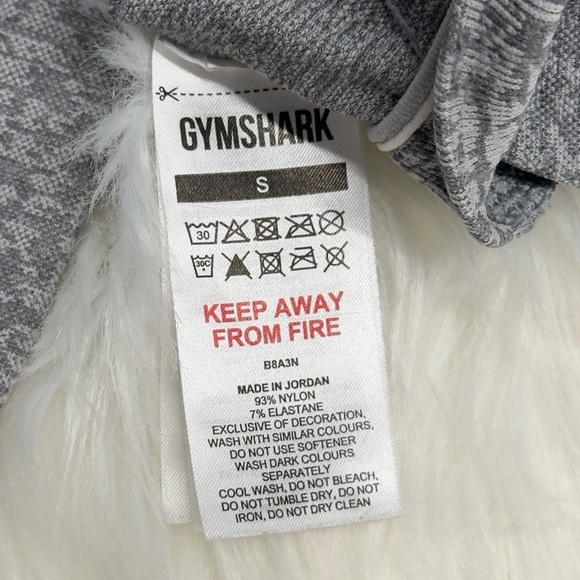 GYMSHARK
S
30
30C
KEEP AWAY
FROM FIRE
B8A3N
MADE IN JORDAN
93% NYLON
7% ELASTANE
EXCLUSIVE OF DECORATION,
WASH WITH SIMILAR COLOURS,
DO NOT USE SOFTENER
WASH DARK COLOURS
SEPARATELY
COOL WASH, DO NOT BLEACH,
DO NOT TUMBLE DRY, DO NOT
IRON, DO NOT DRY CLEAN